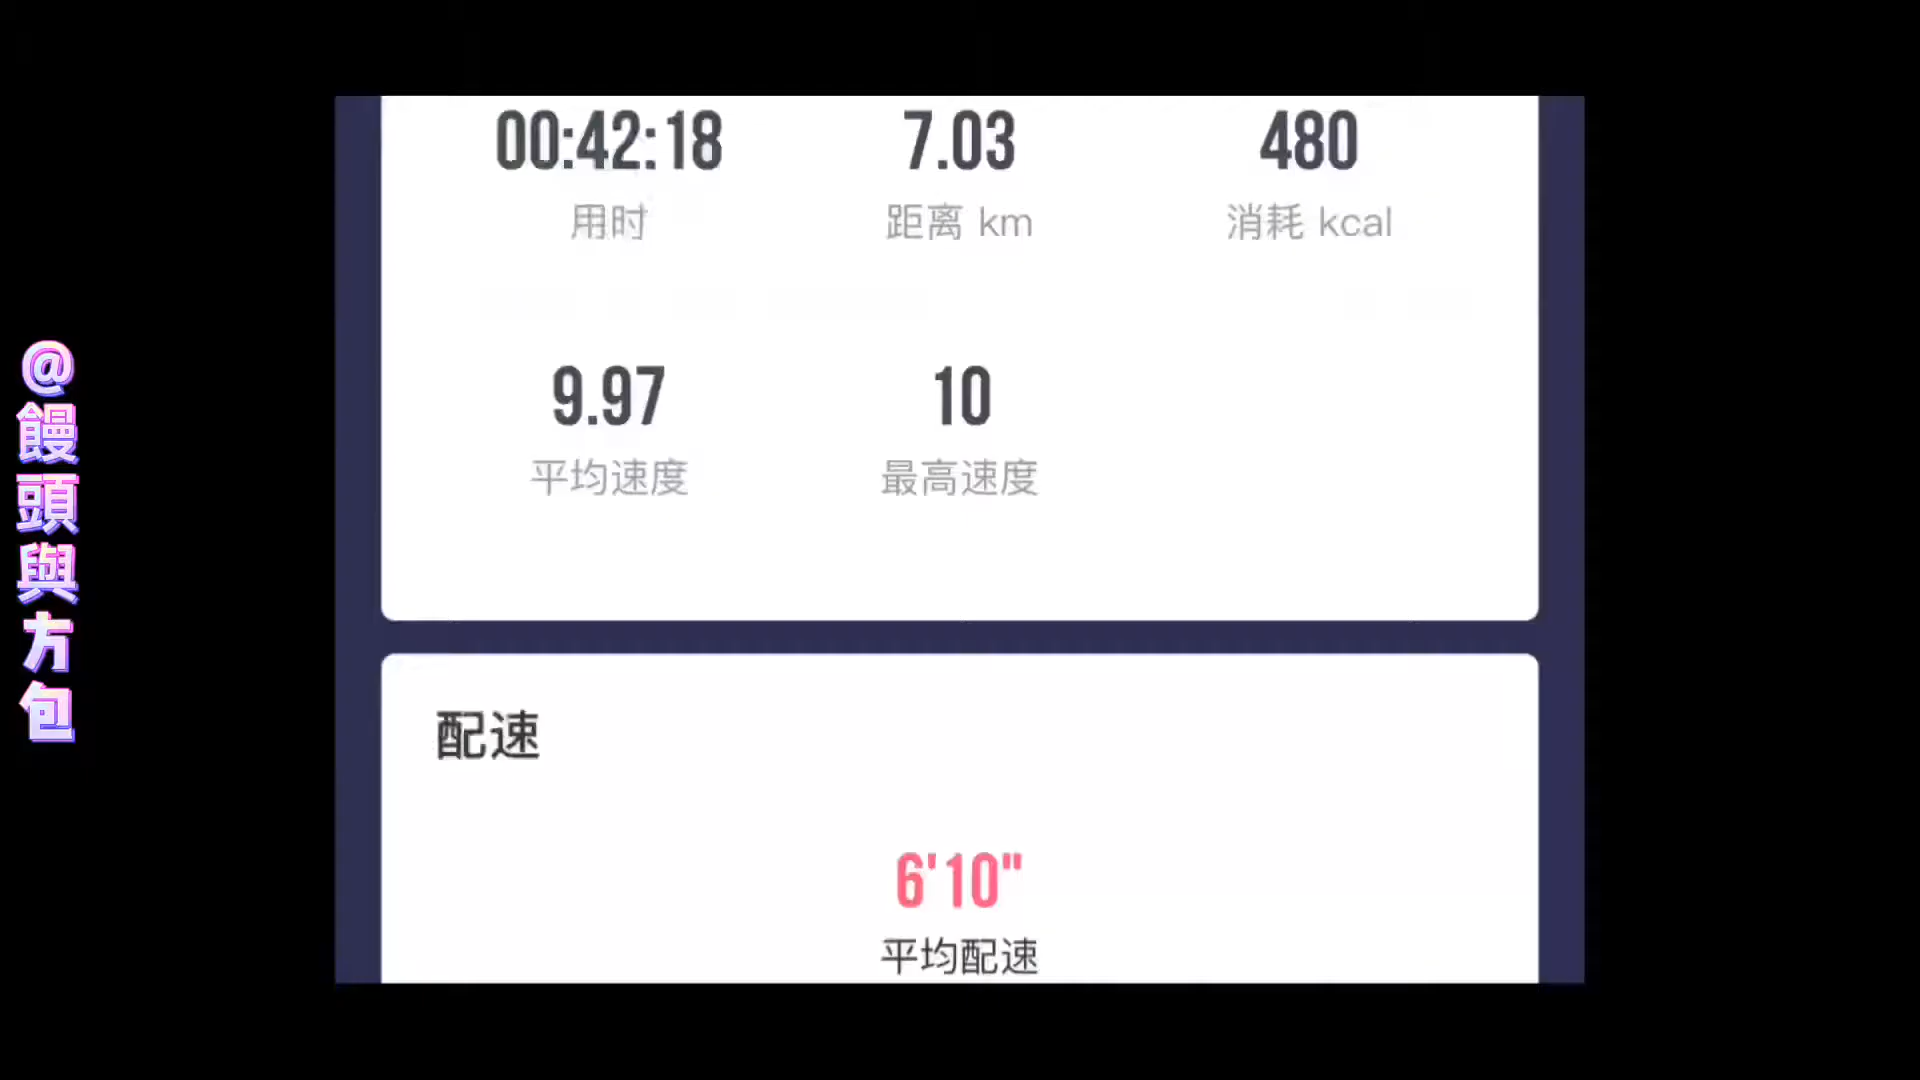 00:42:18 7.03 480
用时 距离 km 消耗 kcal
9.97 10
平均速度 最高速度
配速
6'10"
平均配速
@饅頭與方包